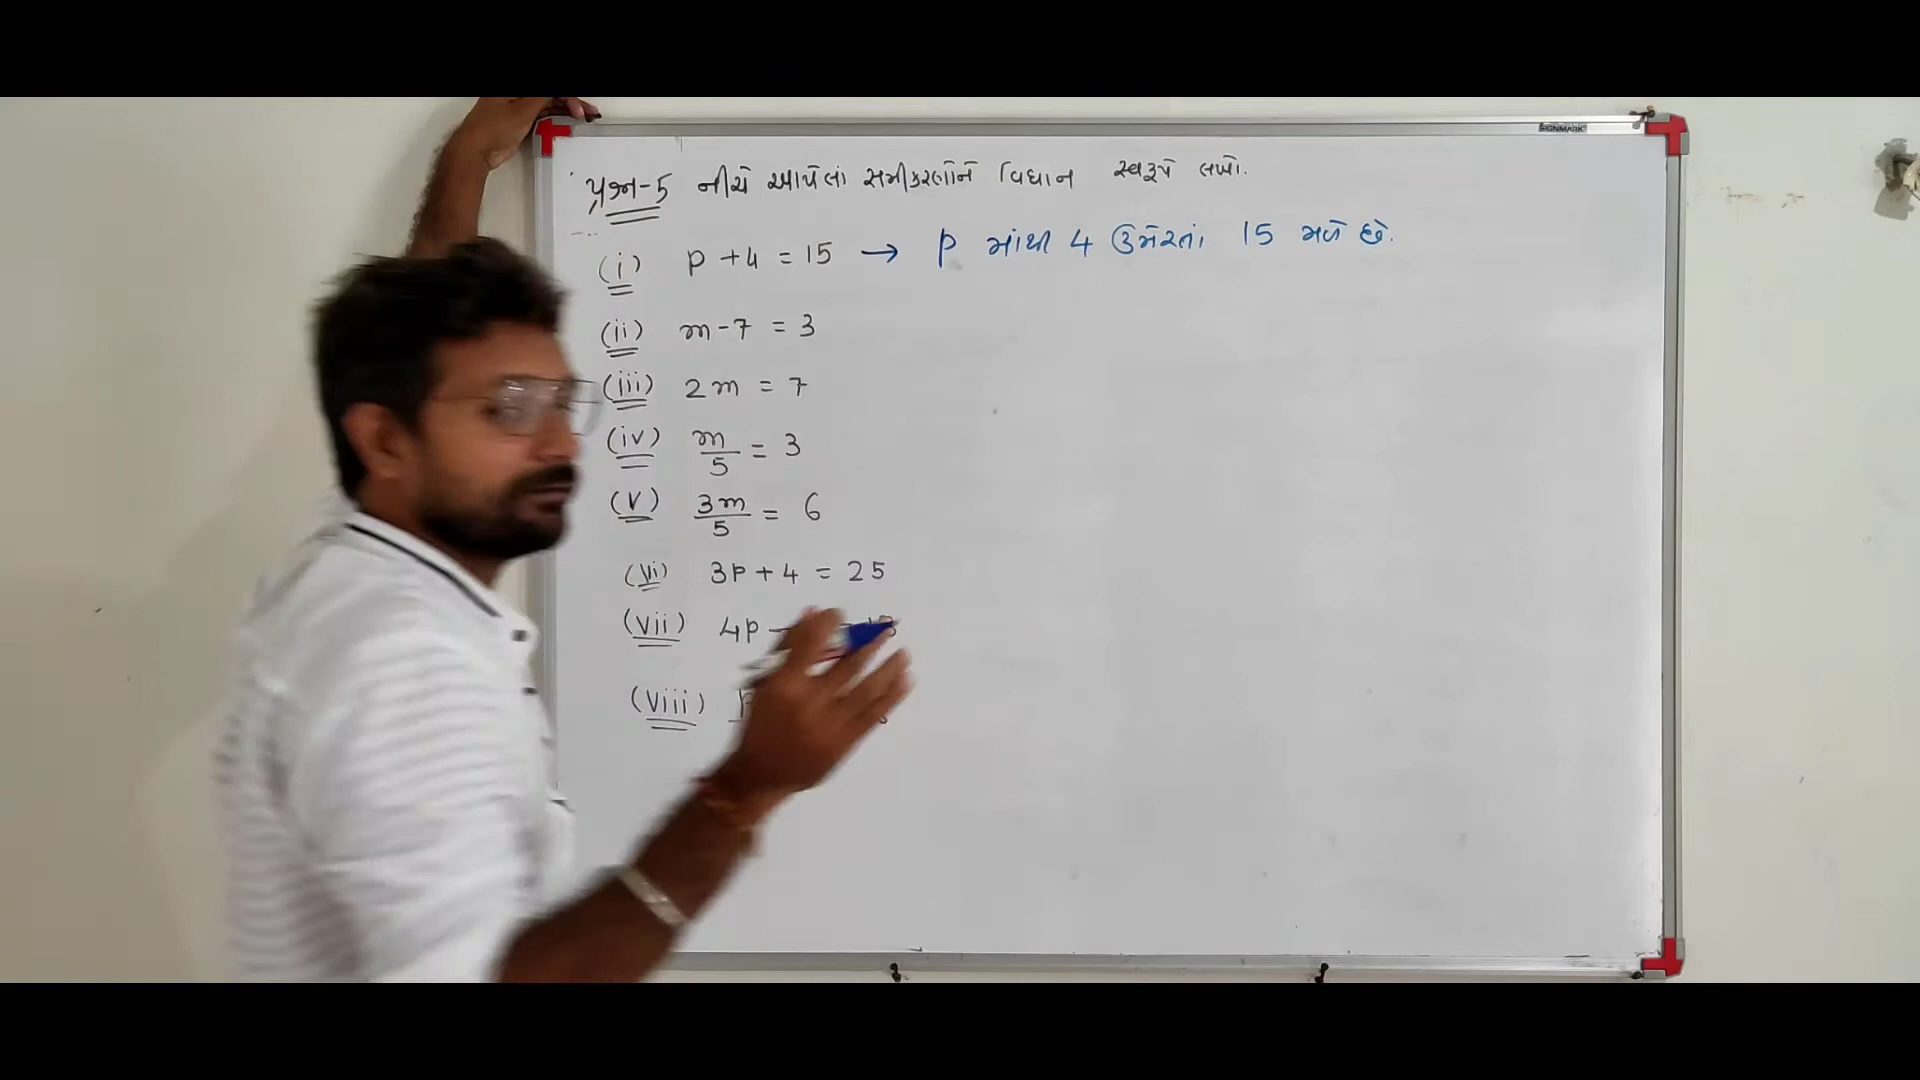 SIGNMARK
પ્રશ્ન-5 નીચે આપેલાં સમીકરણોને વિધાન સ્વરૂપે લખો.
(i) p + 4 = 15 → p માંથી 4 ઉમેરતાં 15 મળે છે.
(ii) m - 7 = 3
(iii) 2m = 7
(iv) m/5 = 3
(v) 3m/5 = 6
(vi) 3p + 4 = 25
(vii) 4p -
(viii) p